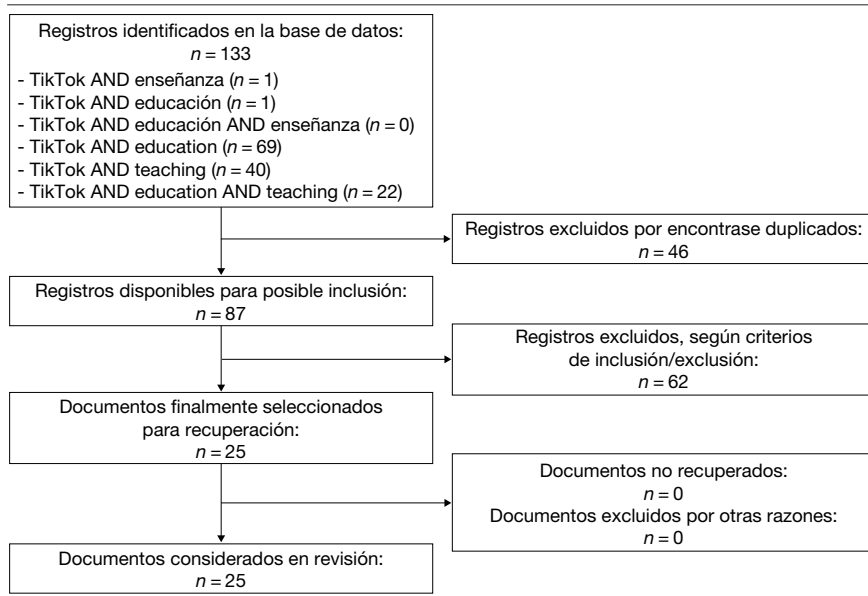 Registros identificados en la base de datos:
n = 133
- TikTok AND enseñanza (n = 1)
- TikTok AND educación (n = 1)
- TikTok AND educación AND enseñanza (n = 0)
- TikTok AND education (n = 69)
- TikTok AND teaching (n = 40)
- TikTok AND education AND teaching (n = 22)
Registros excluidos por encontrase duplicados:
n = 46
Registros disponibles para posible inclusión:
n = 87
Registros excluidos, según criterios
de inclusión/exclusión:
n = 62
Documentos finalmente seleccionados
para recuperación:
n = 25
Documentos no recuperados:
n = 0
Documentos excluidos por otras razones:
n = 0
Documentos considerados en revisión:
n = 25